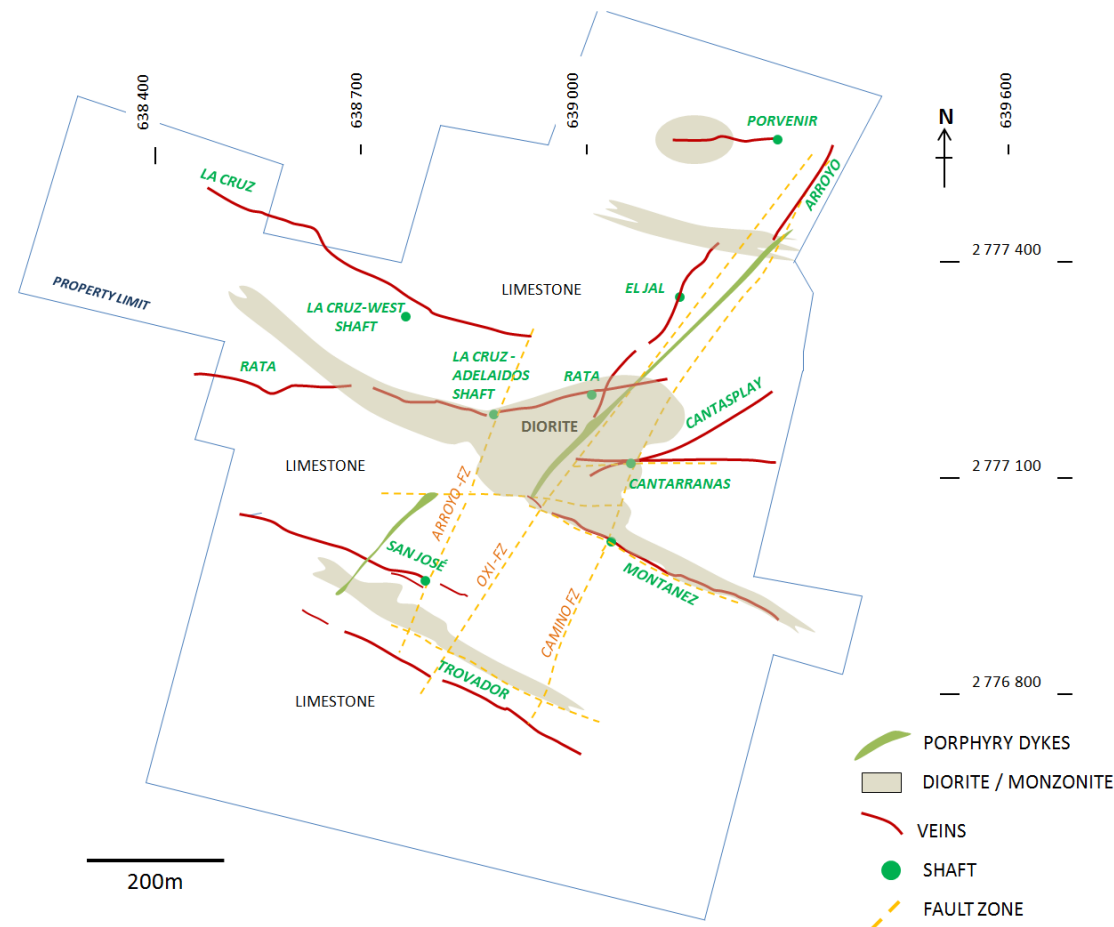 638 400
638 700
639 000
639 600
N
PORVENIR
LA CRUZ
ARROYO
2 777 400
PROPERTY LIMIT
LIMESTONE
EL JAL
LA CRUZ-WEST
SHAFT
RATA
LA CRUZ -
ADELAIDOS
SHAFT
RATA
CANTASPLAY
DIORITE
LIMESTONE
2 777 100
CANTARRANAS
ARROYO -FZ
SAN JOSÉ
OXI -FZ
MONTANEZ
CAMINO FZ
TROVADOR
2 776 800
LIMESTONE
PORPHYRY DYKES
DIORITE / MONZONITE
VEINS
SHAFT
FAULT ZONE
200m